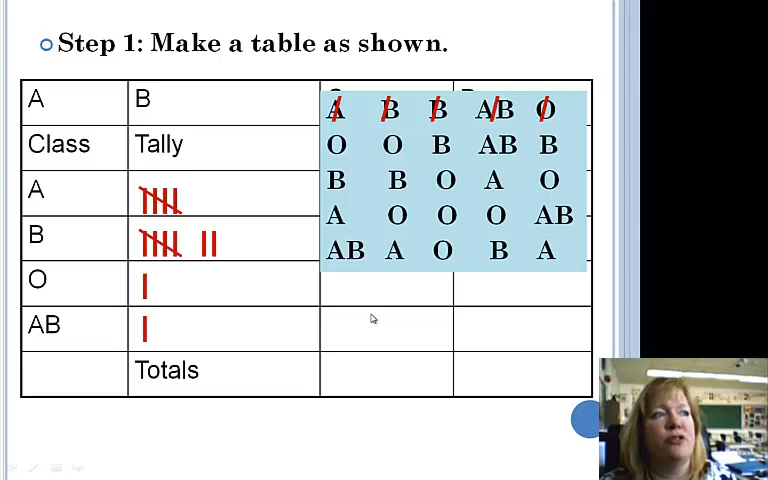 Step 1: Make a table as shown.
A B
Class Tally
A
B
O
AB
Totals
A B B AB O
O O B AB B
B B O A O
A O O O AB
AB A O B A